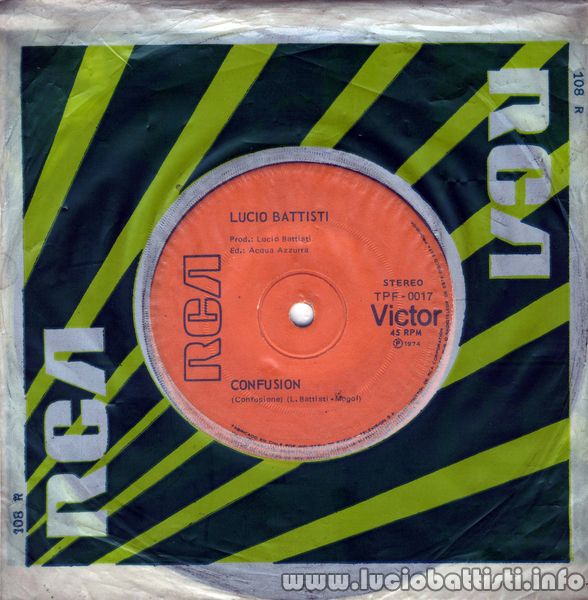 RCA
108 R
LUCIO BATTISTI
Prod.: Lucio Battisti
Ed.: Acqua Azzurra
RCA
STEREO
TPF-0017
Victor
45 RPM
Ⓟ 1974
CONFUSION
(Confusione) (L. Battisti - Mogol)
RCA
108 R
www.luciobattisti.info